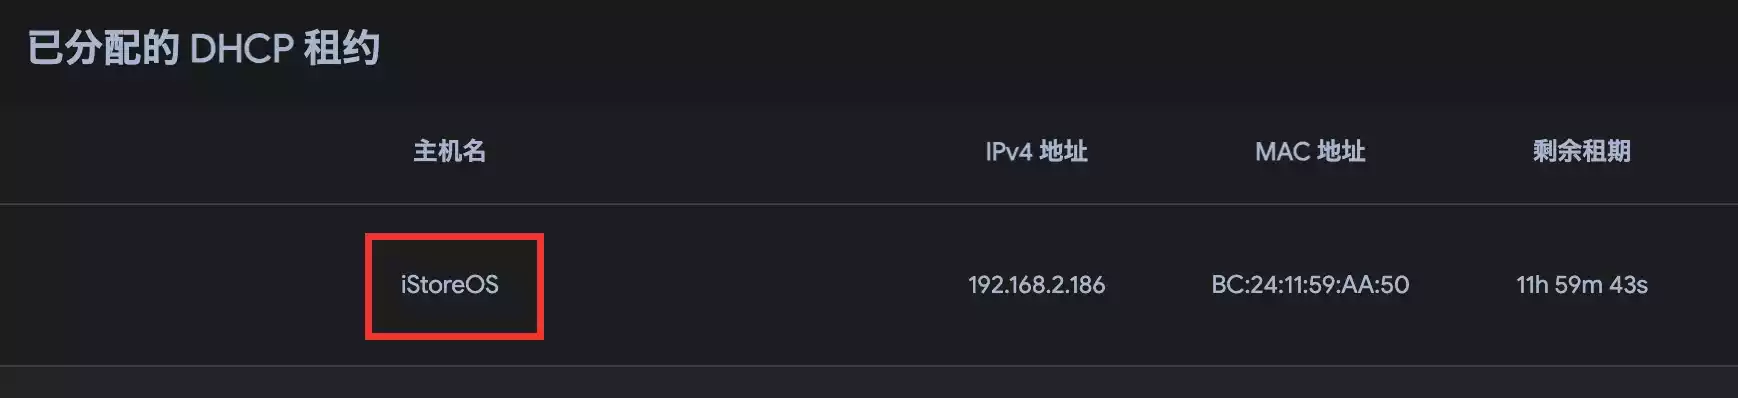 已分配的 DHCP 租约
主机名 IPv4 地址 MAC 地址 剩余租期
iStoreOS 192.168.2.186 BC:24:11:59:AA:50 11h 59m 43s